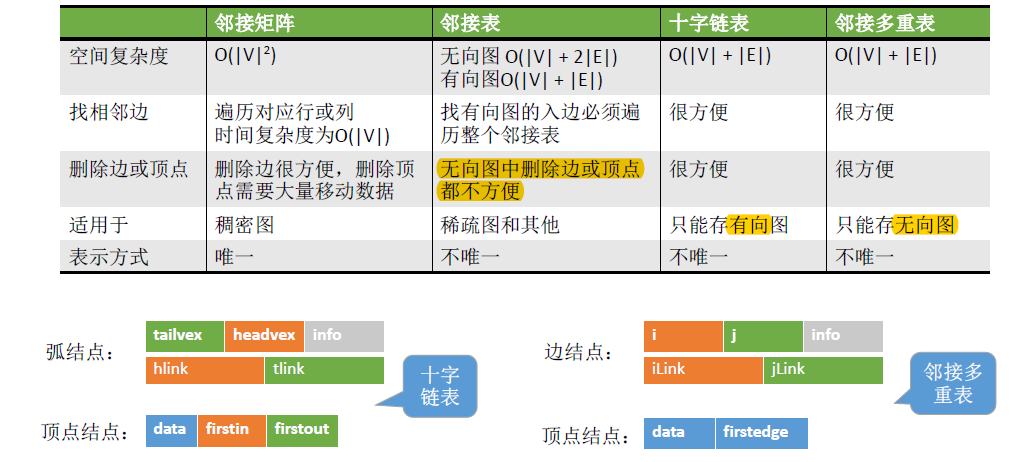 邻接矩阵 邻接表 十字链表 邻接多重表
空间复杂度 O(|V|²) 无向图 O(|V| + 2|E|) O(|V| + |E|) O(|V| + |E|)
有向图O(|V| + |E|)
找相邻边 遍历对应行或列 找有向图的入边必须遍 很方便 很方便
时间复杂度为O(|V|) 历整个邻接表
删除边或顶点 删除边很方便，删除顶 无向图中删除边或顶点 很方便 很方便
点需要大量移动数据 都不方便
适用于 稠密图 稀疏图和其他 只能存有向图 只能存无向图
表示方式 唯一 不唯一 不唯一 不唯一
弧结点：
tailvex headvex info
hlink tlink
十字
链表
顶点结点：
data firstin firstout
边结点：
i j info
iLink jLink
邻接多
重表
顶点结点：
data firstedge